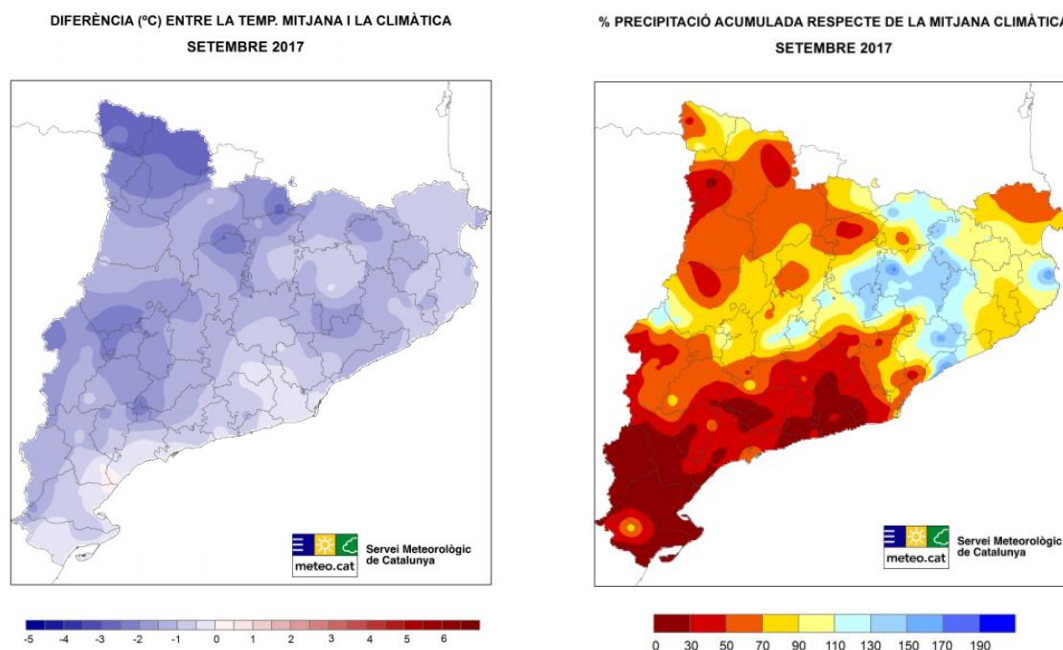 DIFERÈNCIA (ºC) ENTRE LA TEMP. MITJANA I LA CLIMÀTICA
SETEMBRE 2017
meteo.cat
Servei Meteorològic
de Catalunya
-5 -4 -3 -2 -1 0 1 2 3 4 5 6
% PRECIPITACIÓ ACUMULADA RESPECTE DE LA MITJANA CLIMÀTICA
SETEMBRE 2017
meteo.cat
Servei Meteorològic
de Catalunya
0 30 50 70 90 110 130 150 170 190